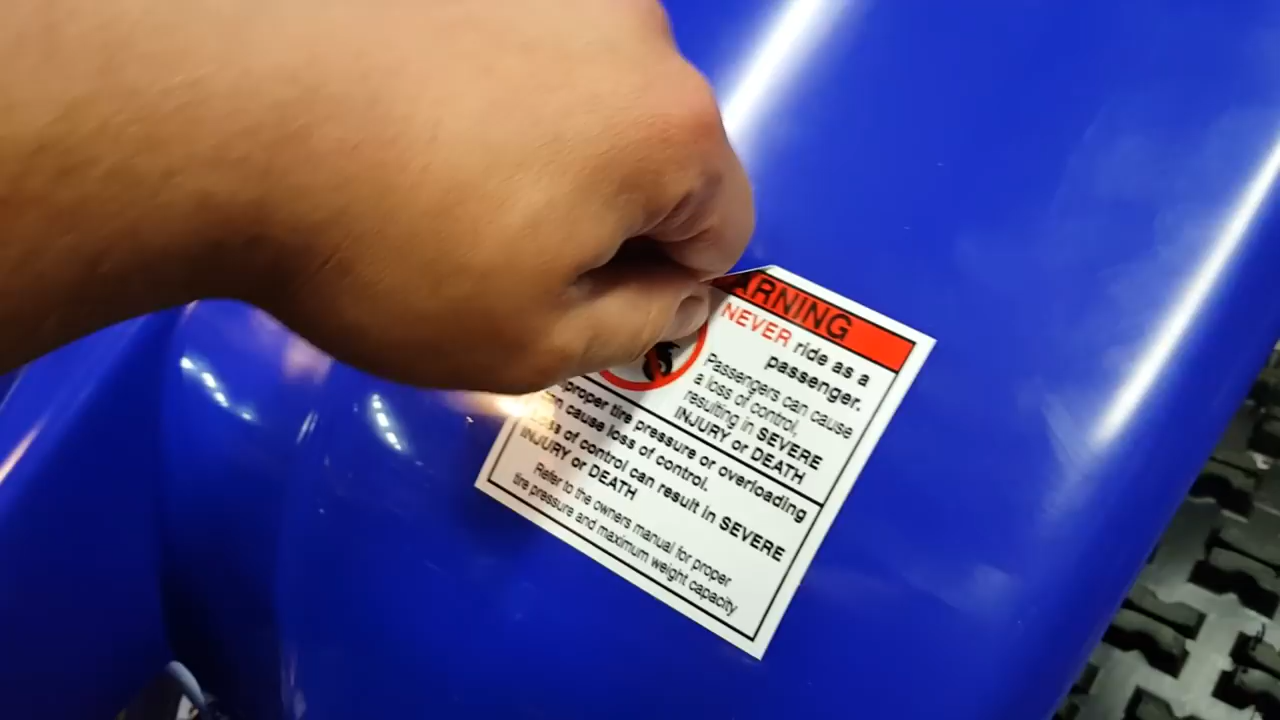 ARNING
NEVER ride as a
passenger.
Passengers can cause
a loss of control,
resulting in SEVERE
INJURY or DEATH
proper tire pressure or overloading
cause loss of control.
of control can result in SEVERE
INJURY or DEATH
Refer to the owners manual for proper
tire pressure and maximum weight capacity